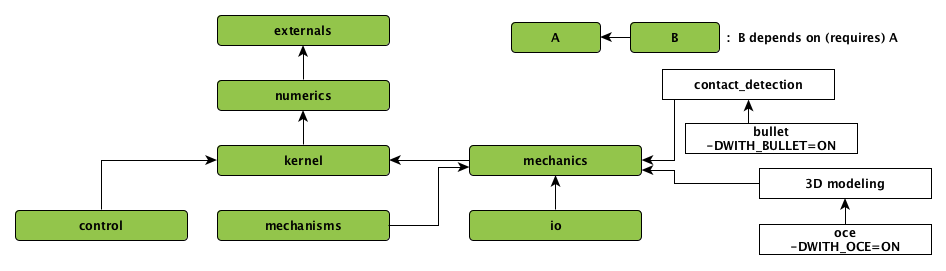 externals
A
B
: B depends on (requires) A
numerics
contact_detection
bullet
-DWITH_BULLET=ON
kernel
mechanics
3D modeling
control
mechanisms
io
oce
-DWITH_OCE=ON